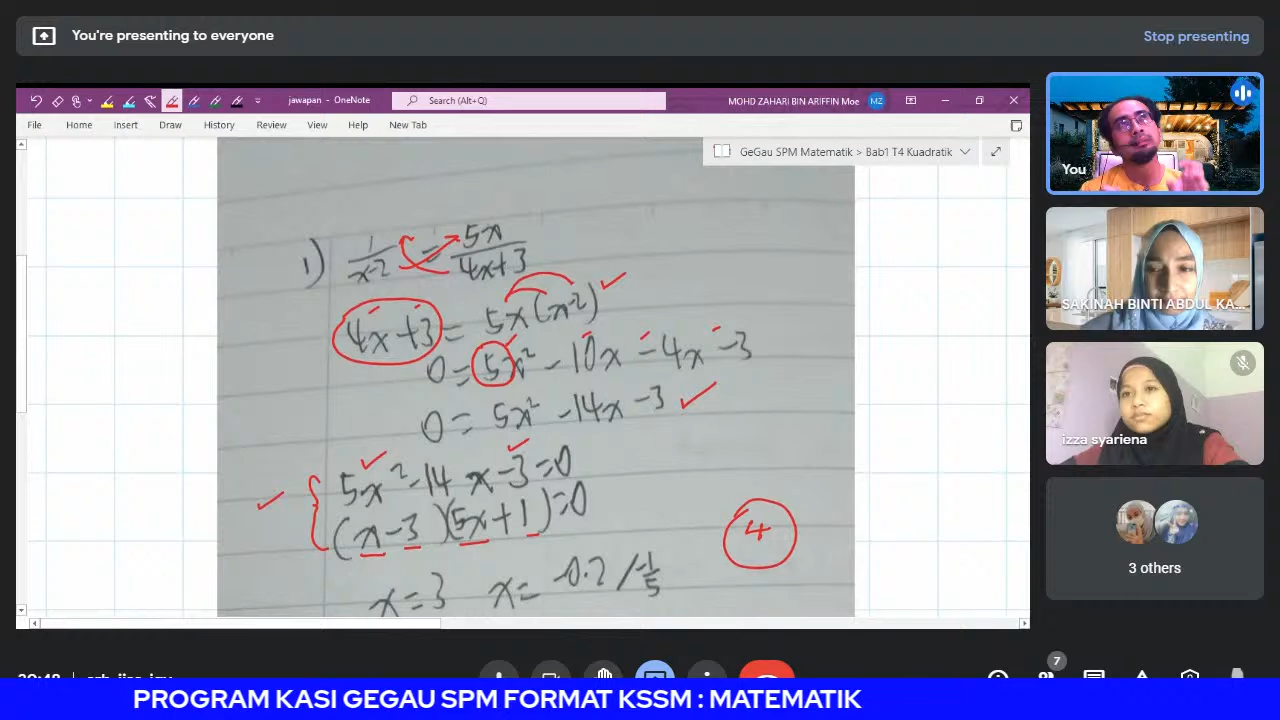 You're presenting to everyone
Stop presenting
jawapan - OneNote
Search (Alt+Q)
MOHD ZAHARI BIN ARIFFIN Moe
MZ
File Home Insert Draw History Review View Help New Tab
GeGau SPM Matematik > Bab1 T4 Kuadratik
1) 1/(x-2) = 5x/(4x+3)
4x+3 = 5x(x-2)
0 = 5x² - 10x - 4x - 3
0 = 5x² - 14x - 3
5x² - 14x - 3 = 0
(x - 3)(5x + 1) = 0
4
x = 3 x = -0.2 / -1/5
You
SAKINAH BINTI ABDUL KA
izza syariena
3 others
7
PROGRAM KASI GEGAU SPM FORMAT KSSM : MATEMATIK